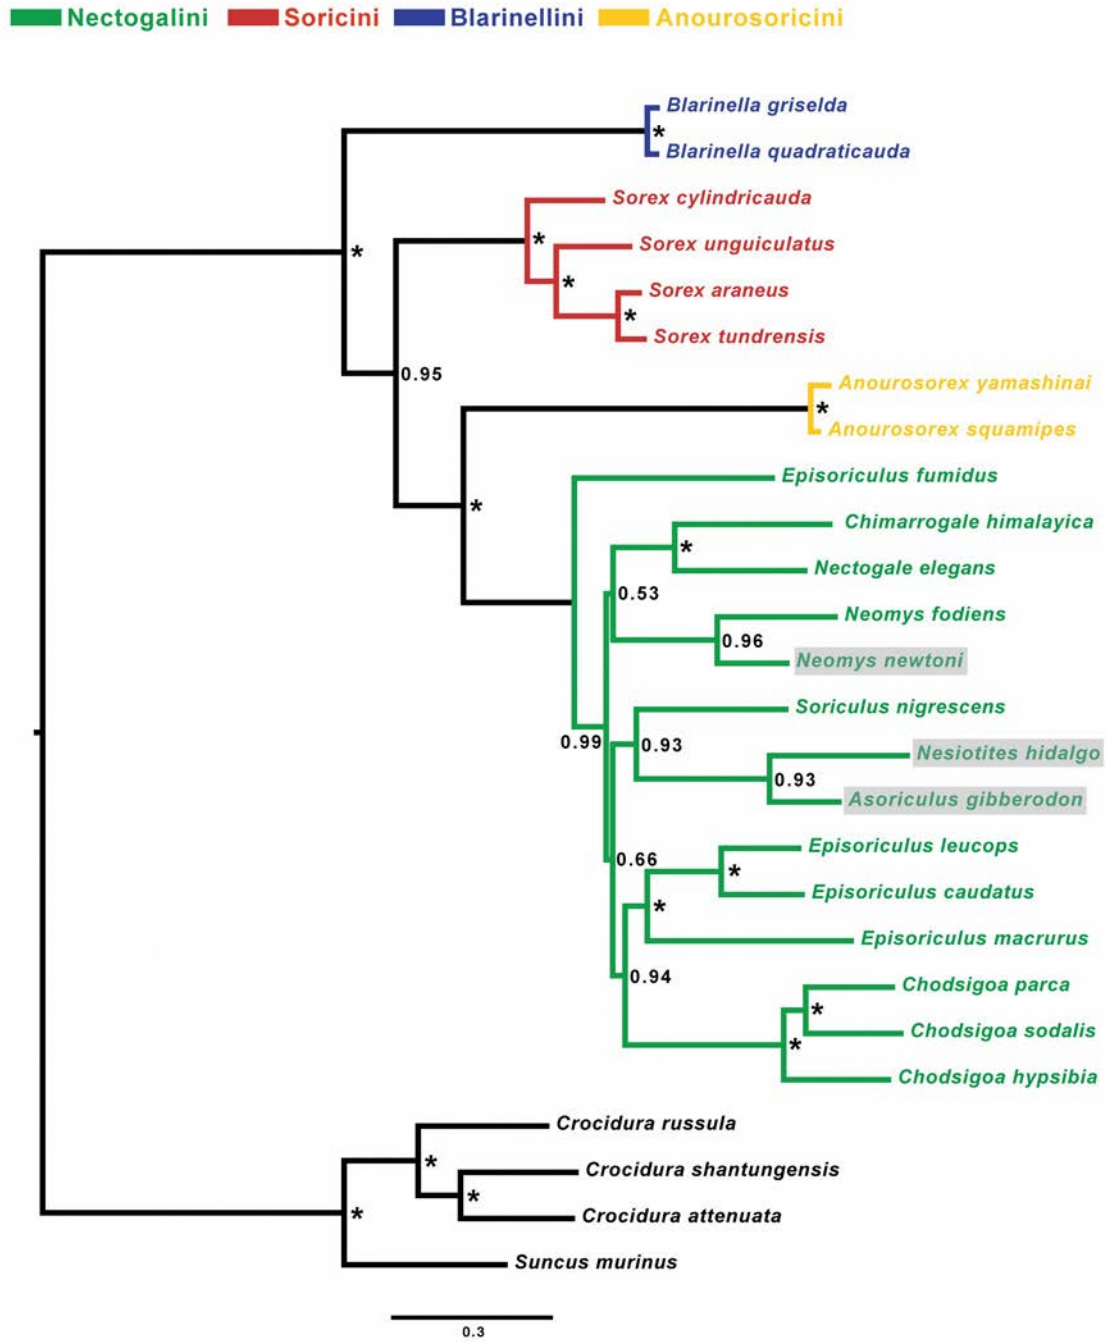 Nectogalini Soricini Blarinellini Anourosoricini
Blarinella griselda
*
Blarinella quadraticauda
Sorex cylindricauda
*
Sorex unguiculatus
*
*
Sorex araneus
*
Sorex tundrensis
0.95
Anourosorex yamashinai
*
Anourosorex squamipes
Episoriculus fumidus
*
Chimarrogale himalayica
*
Nectogale elegans
0.53
Neomys fodiens
0.96
Neomys newtoni
Soriculus nigrescens
0.99
0.93
Nesiotites hidalgo
0.93
Asoriculus gibberodon
Episoriculus leucops
0.66
*
Episoriculus caudatus
*
Episoriculus macrurus
0.94
Chodsigoa parca
*
Chodsigoa sodalis
*
Chodsigoa hypsibia
Crocidura russula
*
Crocidura shantungensis
*
*
Crocidura attenuata
Suncus murinus
0.3